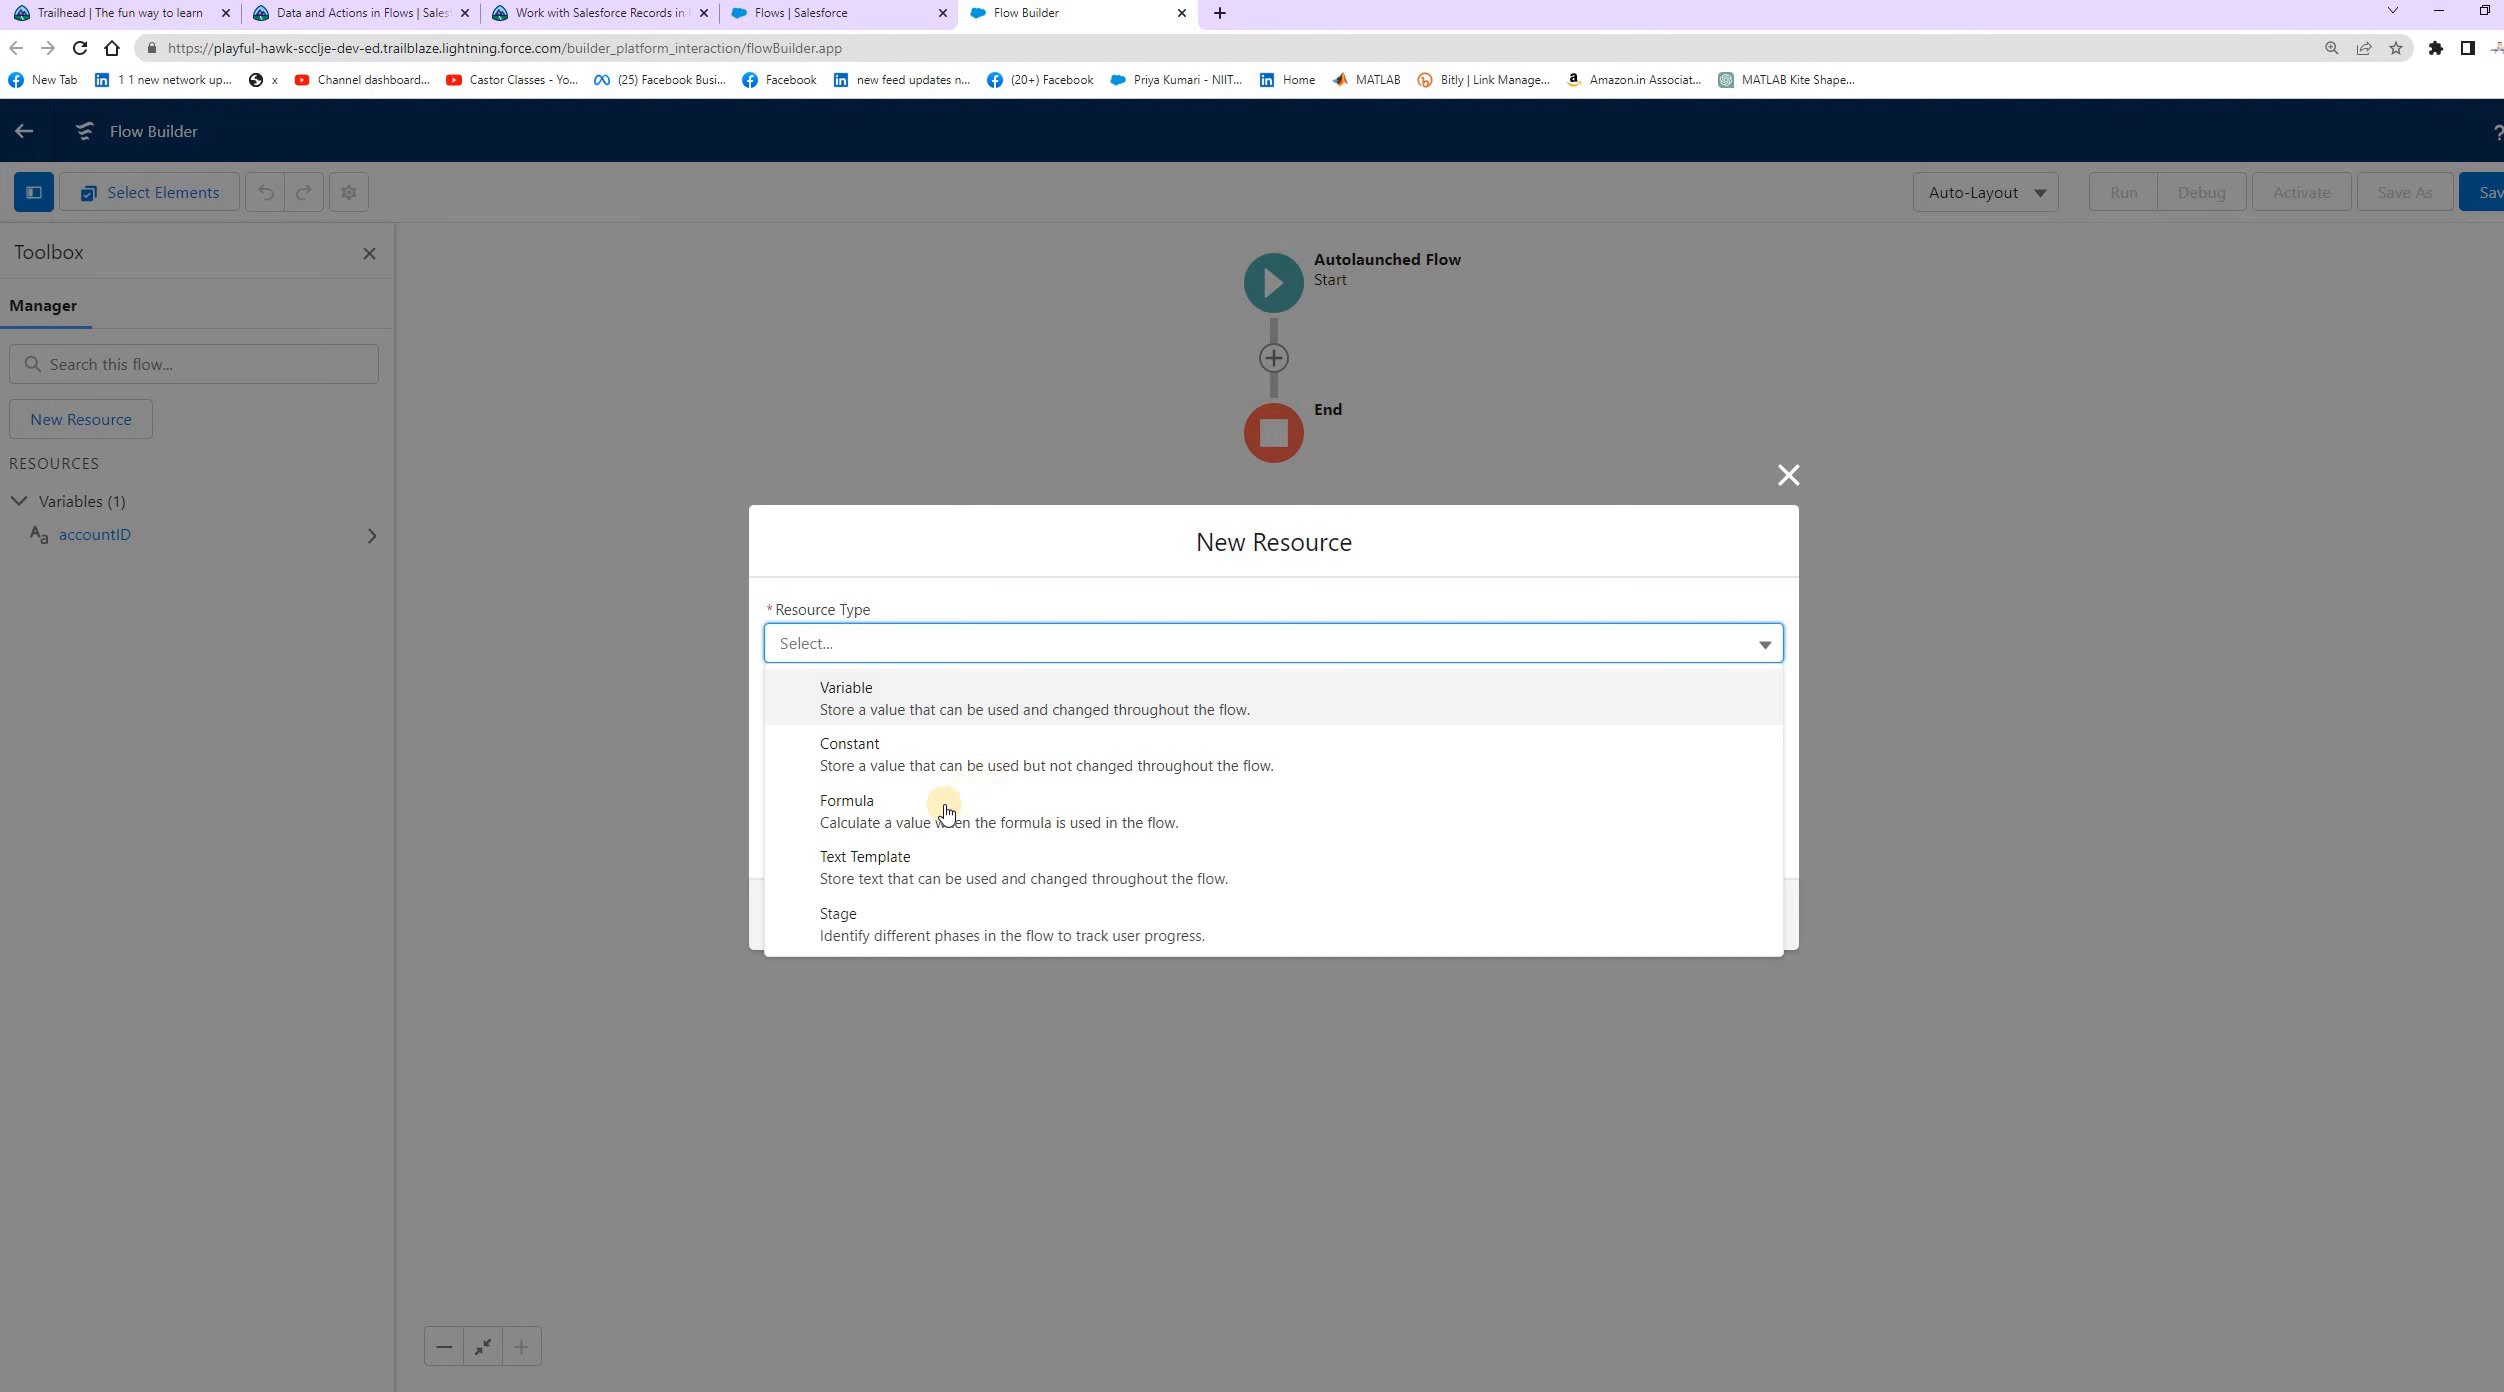 Trailhead | The fun way to learn
Data and Actions in Flows | Sales
Work with Salesforce Records in
Flows | Salesforce
Flow Builder
https://playful-hawk-scclje-dev-ed.trailblaze.lightning.force.com/builder_platform_interaction/flowBuilder.app
New Tab
1 1 new network up...
x
Channel dashboard...
Castor Classes - Yo...
(25) Facebook Busi...
Facebook
new feed updates n...
(20+) Facebook
Priya Kumari - NIIT...
Home
MATLAB
Bitly | Link Manage...
Amazon.in Associat...
MATLAB Kite Shape...
Flow Builder
?
Select Elements
Auto-Layout
Run
Debug
Activate
Save As
Sav
Toolbox
Manager
Search this flow...
New Resource
RESOURCES
Variables (1)
Aa accountID
Autolaunched Flow
Start
End
New Resource
* Resource Type
Select...
Variable
Store a value that can be used and changed throughout the flow.
Constant
Store a value that can be used but not changed throughout the flow.
Formula
Calculate a value when the formula is used in the flow.
Text Template
Store text that can be used and changed throughout the flow.
Stage
Identify different phases in the flow to track user progress.